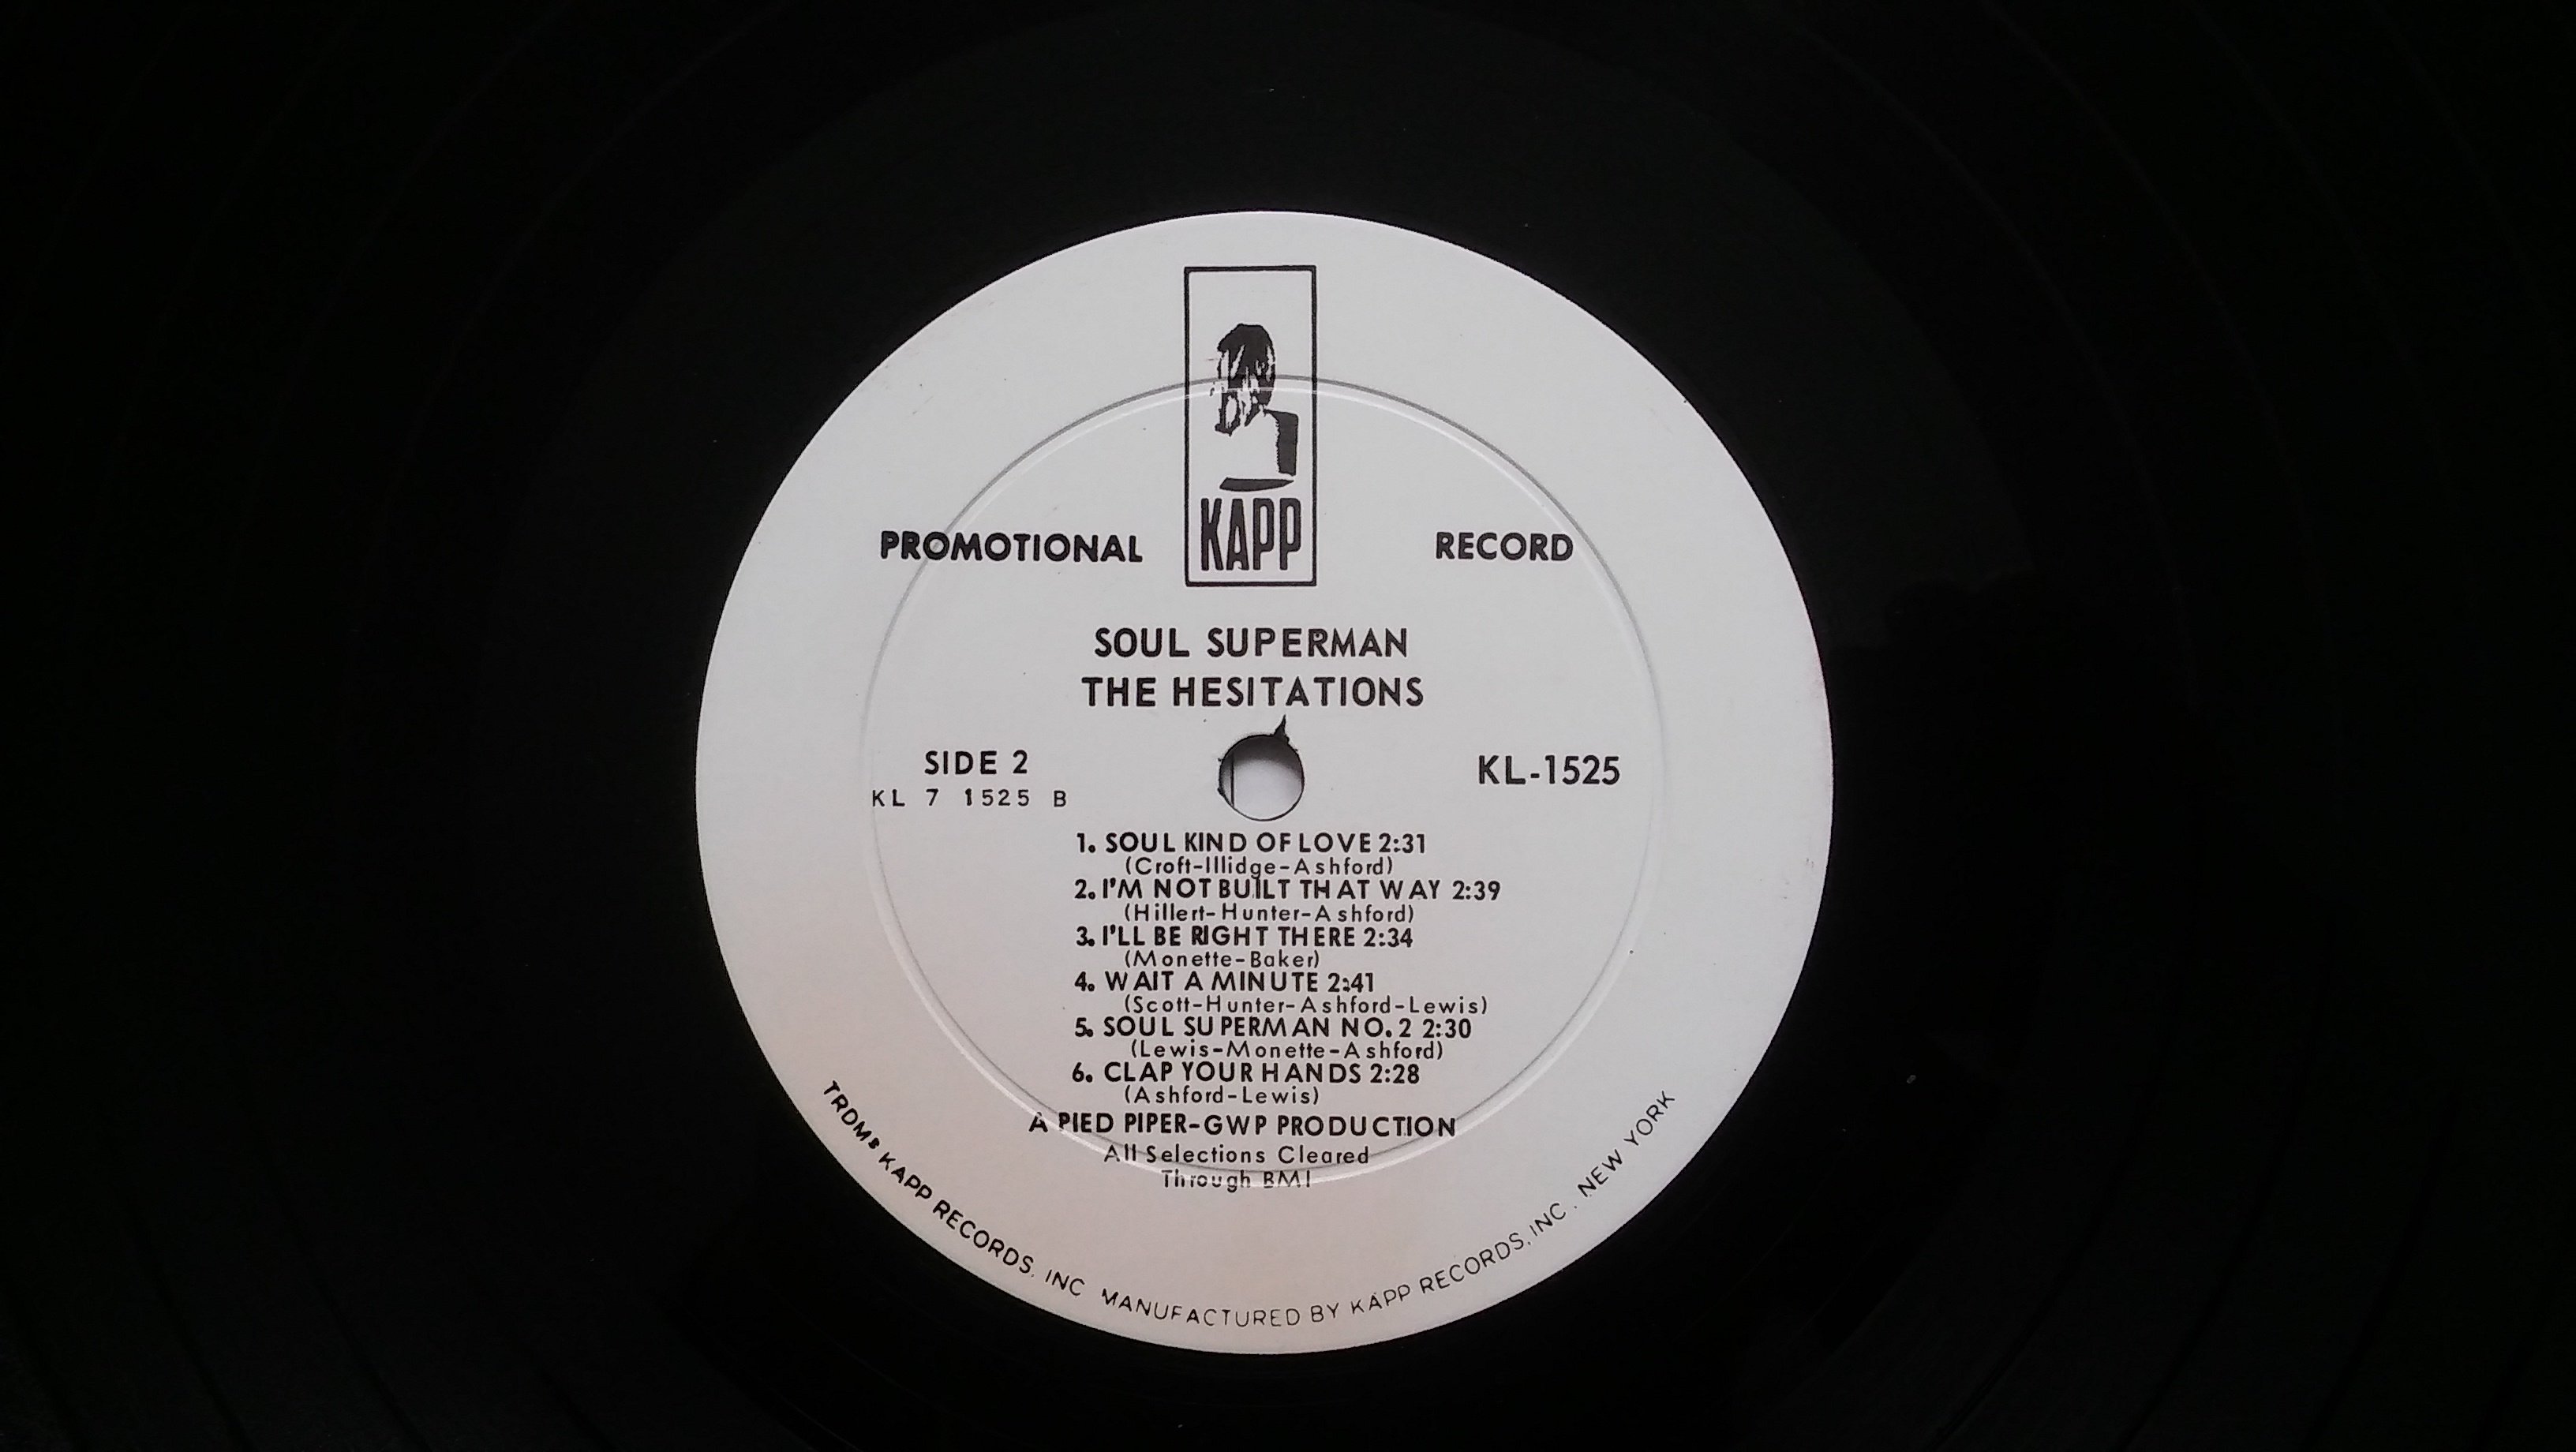 KAPP
PROMOTIONAL RECORD
SOUL SUPERMAN
THE HESITATIONS
SIDE 2
KL 7 1525 B
KL-1525
1. SOUL KIND OF LOVE 2:31
(Croft-Illidge-Ashford)
2. I'M NOT BUILT THAT WAY 2:39
(Hillert-Hunter-Ashford)
3. I'LL BE RIGHT THERE 2:34
(Monette-Baker)
4. WAIT A MINUTE 2:41
(Scott-Hunter-Ashford-Lewis)
5. SOUL SUPERMAN NO. 2 2:30
(Lewis-Monette-Ashford)
6. CLAP YOUR HANDS 2:28
(Ashford-Lewis)
A PIED PIPER-GWP PRODUCTION
All Selections Cleared
Through BMI
TRDM® KAPP RECORDS, INC MANUFACTURED BY KAPP RECORDS, INC. NEW YORK